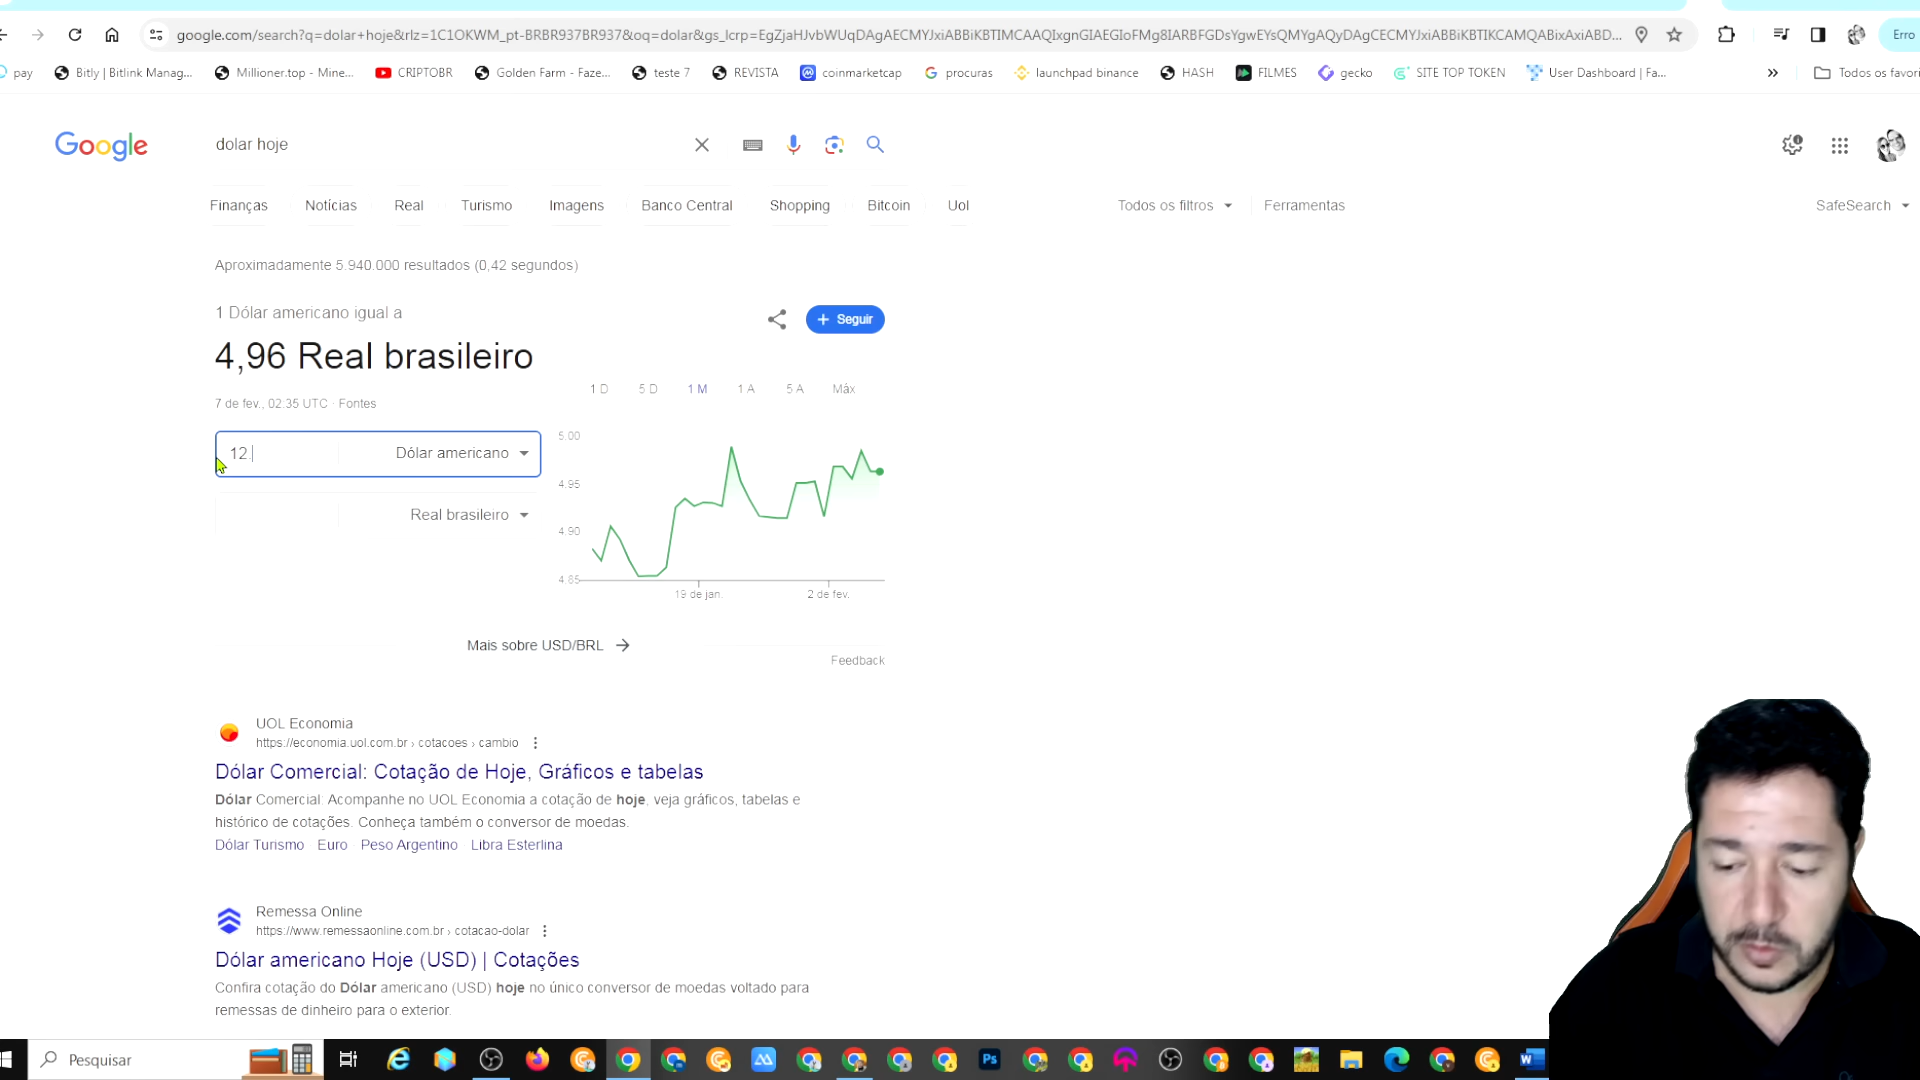 google.com/search?q=dolar+hoje&rlz=1C1OKWM_pt-BRBR937BR937&oq=dolar&gs_lcrp=EgZjaHJvbWUqDAgAECMYJxiABBiKBTIMCAAQIxgnGIAEGIoFMg8IARBFGDsYgwEYsQMYgAQyDAgCECMYJxiABBiKBTIKCAMQABixAxiABD... Erro
pay Bitly | Bitlink Manag... Millioner.top - Mine... CRIPTOBR Golden Farm - Faze... teste 7 REVISTA coinmarketcap procuras launchpad binance HASH FILMES gecko SITE TOP TOKEN User Dashboard | Fa... » Todos os favori
Google dolar hoje
Finanças Notícias Real Turismo Imagens Banco Central Shopping Bitcoin Uol Todos os filtros Ferramentas SafeSearch
Aproximadamente 5.940.000 resultados (0,42 segundos)
1 Dólar americano igual a
Seguir
4,96 Real brasileiro
1 D 5 D 1 M 1 A 5 A Máx
7 de fev., 02:35 UTC · Fontes
12 Dólar americano
Real brasileiro
5.00
4.95
4.90
4.85
19 de jan. 2 de fev.
Mais sobre USD/BRL
Feedback
UOL Economia
https://economia.uol.com.br › cotacoes › cambio
Dólar Comercial: Cotação de Hoje, Gráficos e tabelas
Dólar Comercial. Acompanhe no UOL Economia a cotação de hoje, veja gráficos, tabelas e
histórico de cotações. Conheça também o conversor de moedas.
Dólar Turismo Euro Peso Argentino Libra Esterlina
Remessa Online
https://www.remessaonline.com.br › cotacao-dolar
Dólar americano Hoje (USD) | Cotações
Confira cotação do Dólar americano (USD) hoje no único conversor de moedas voltado para
remessas de dinheiro para o exterior.
Pesquisar
Ps
W